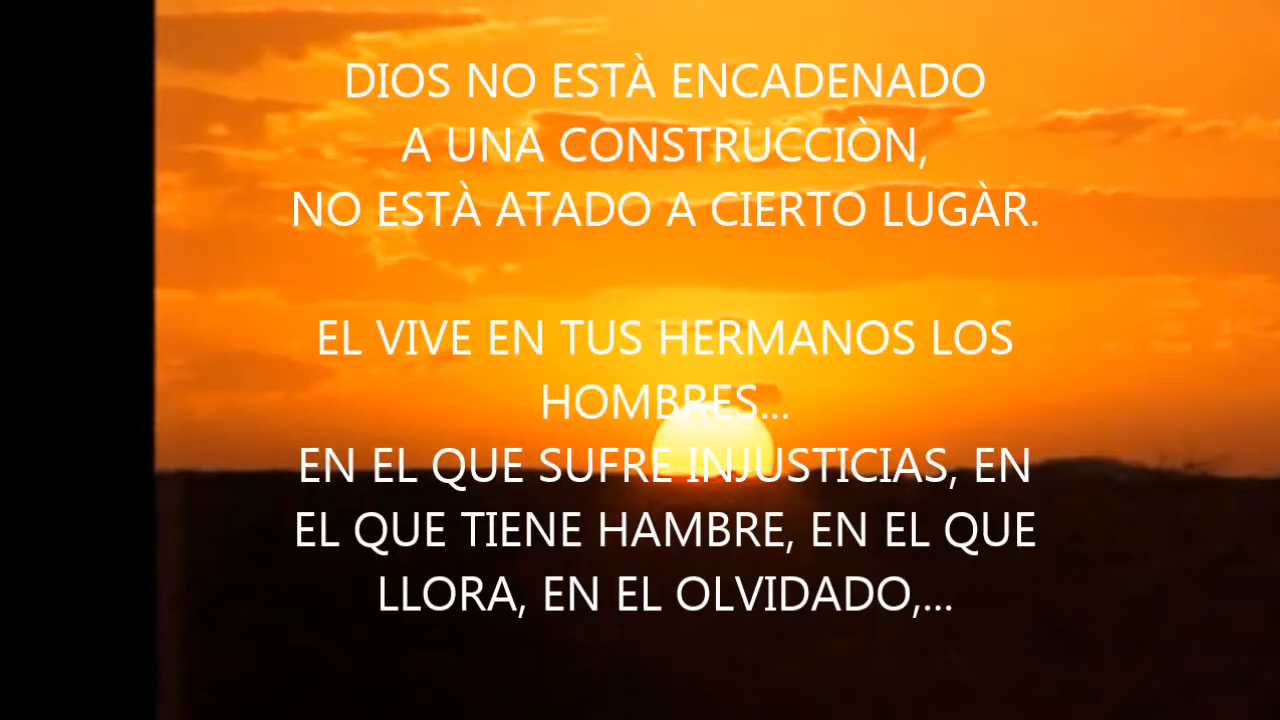 DIOS NO ESTÀ ENCADENADO
A UNA CONSTRUCCIÒN,
NO ESTÀ ATADO A CIERTO LUGÀR.
EL VIVE EN TUS HERMANOS LOS
HOMBRES...
EN EL QUE SUFRE INJUSTICIAS, EN
EL QUE TIENE HAMBRE, EN EL QUE
LLORA, EN EL OLVIDADO,...